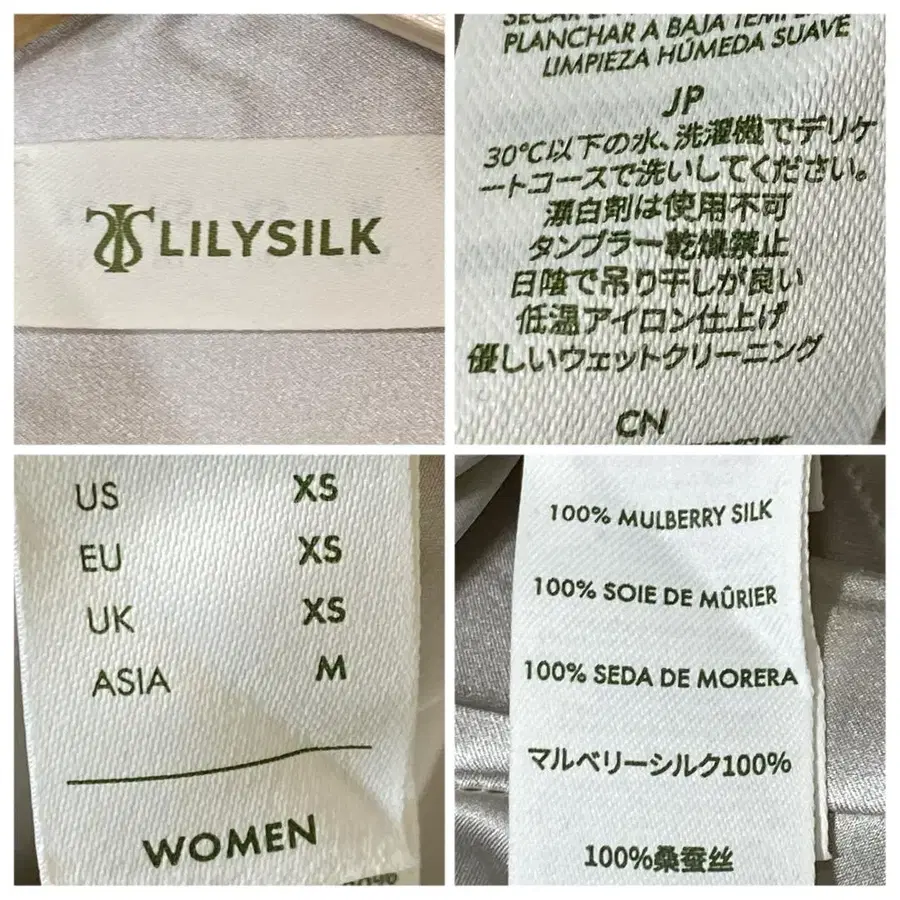 LILYSILK
PLANCHAR A BAJA TEMPE
LIMPIEZA HÚMEDA SUAVE
JP
30℃以下の水、洗濯機でデリケ
ートコースで洗いしてください。
漂白剤は使用不可
タンブラー乾燥禁止
日陰で吊り干しが良い
低温アイロン仕上げ
優しいウェットクリーニング
CN
US XS
EU XS
UK XS
ASIA M
WOMEN
100% MULBERRY SILK
100% SOIE DE MÛRIER
100% SEDA DE MORERA
マルベリーシルク100%
100%桑蚕丝